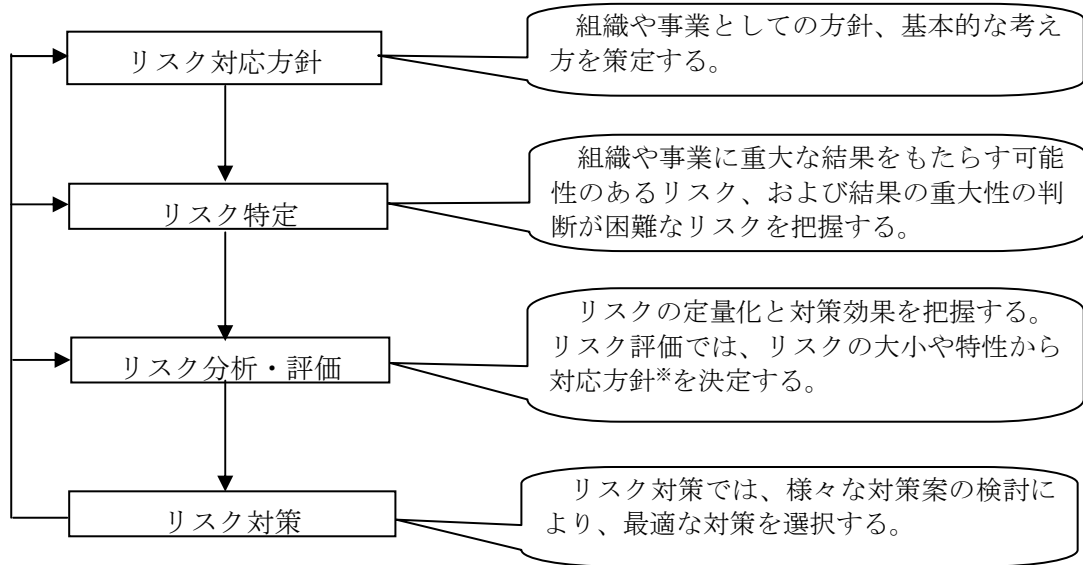 リスク対応方針
組織や事業としての方針、基本的な考え
方を策定する。
リスク特定
組織や事業に重大な結果をもたらす可能
性のあるリスク、および結果の重大性の判
断が困難なリスクを把握する。
リスク分析・評価
リスクの定量化と対策効果を把握する。
リスク評価では、リスクの大小や特性から
対応方針※を決定する。
リスク対策
リスク対策では、様々な対策案の検討に
より、最適な対策を選択する。